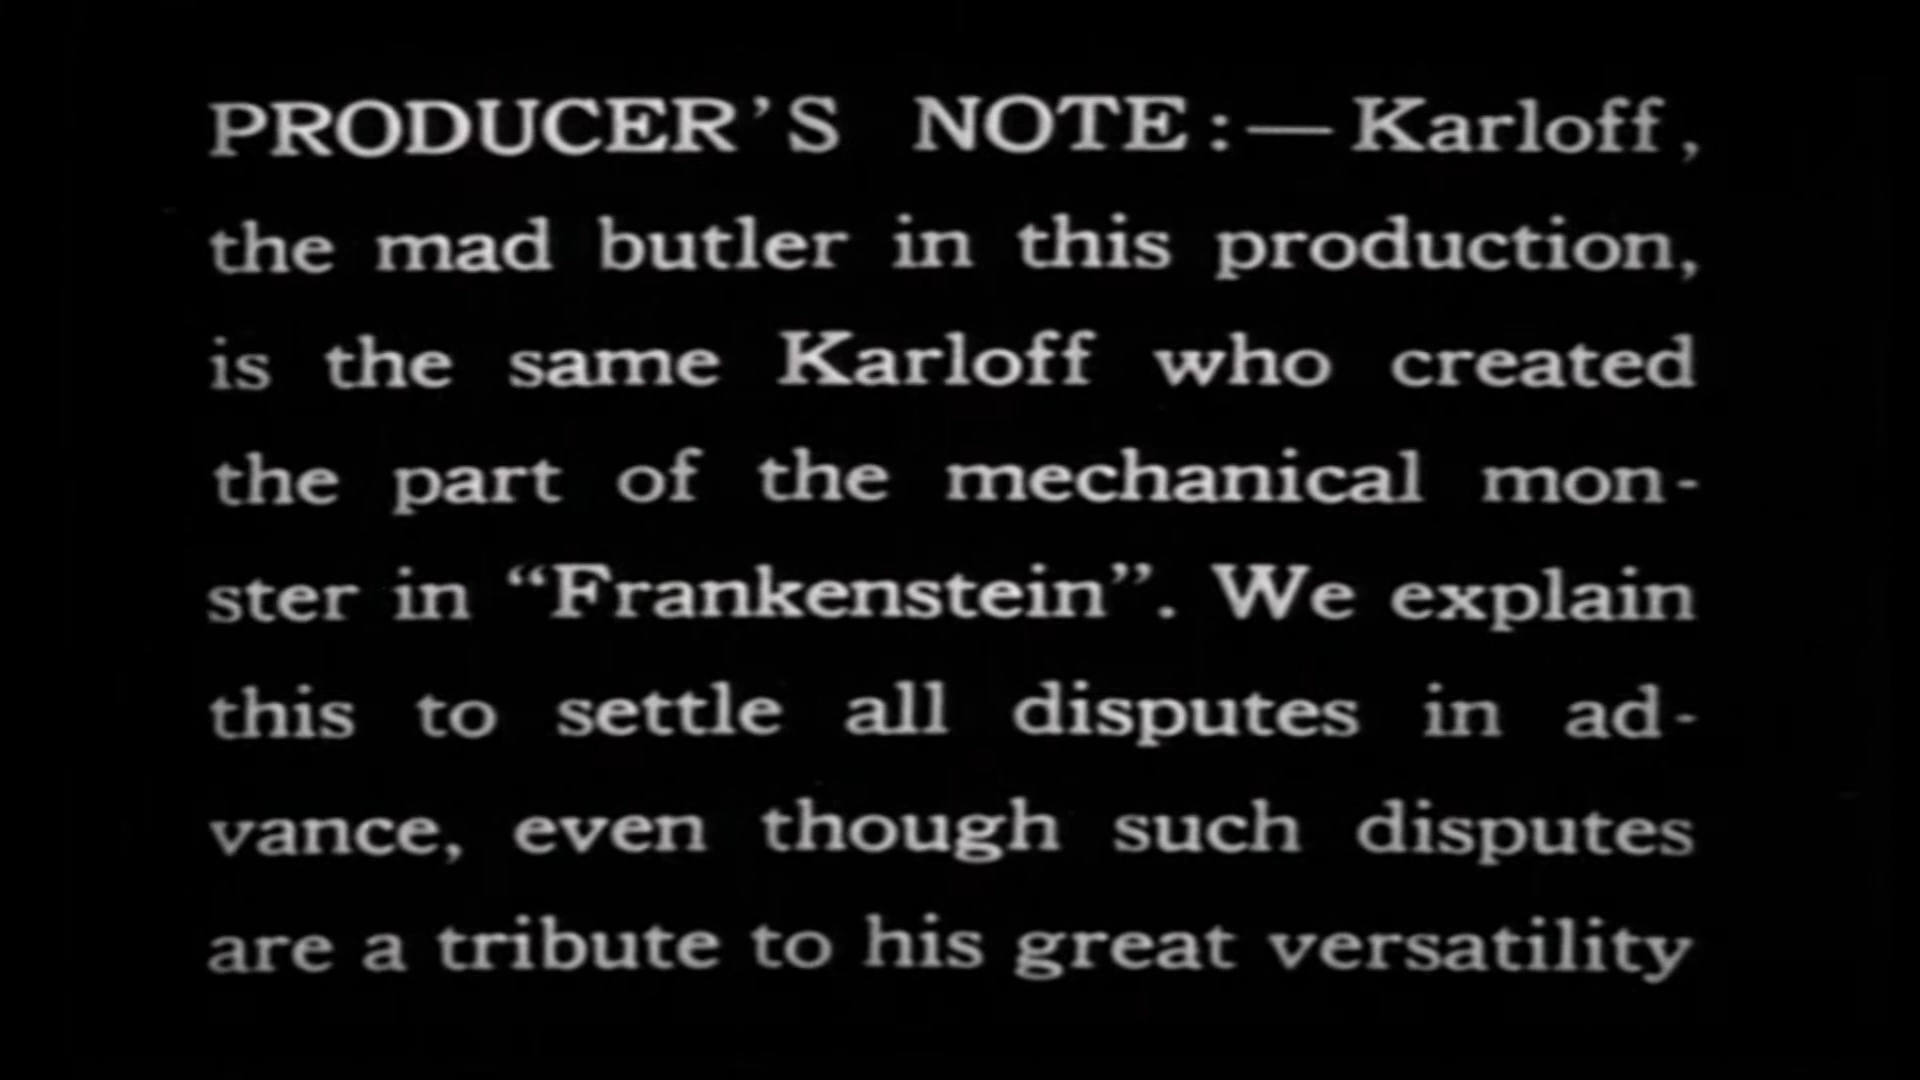 PRODUCER'S NOTE:—Karloff,
the mad butler in this production,
is the same Karloff who created
the part of the mechanical mon-
ster in “Frankenstein”. We explain
this to settle all disputes in ad-
vance, even though such disputes
are a tribute to his great versatility